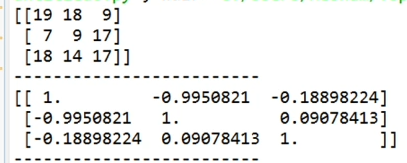 [[19 18  9]
 [ 7  9 17]
 [18 14 17]]
-------------------------
[[ 1.         -0.9950821  -0.18898224]
 [-0.9950821   1.          0.09078413]
 [-0.18898224  0.09078413  1.        ]]
-------------------------